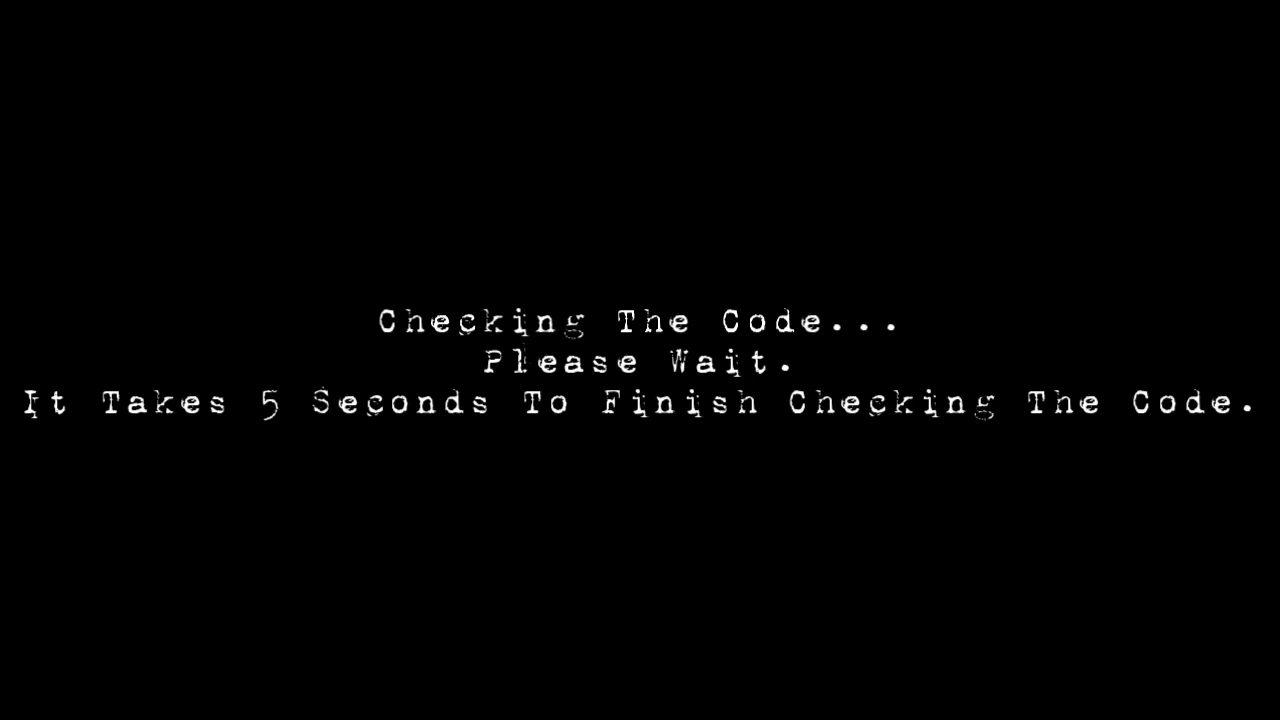 Checking The Code...
Please Wait.
It Takes 5 Seconds To Finish Checking The Code.